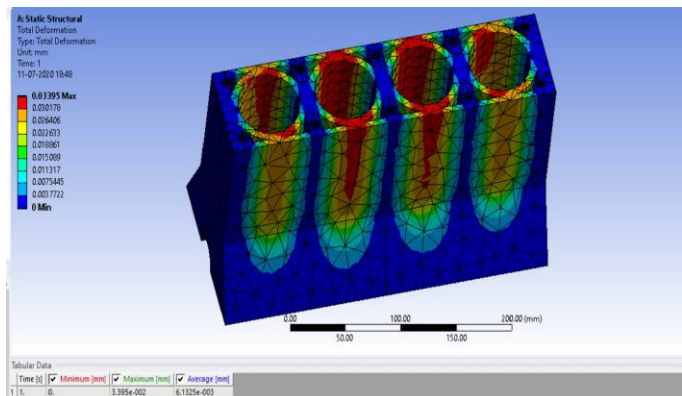 A: Static Structural
Total Deformation
Type: Total Deformation
Unit: mm
Time: 1
11-07-2020 18:48
0.03395 Max
0.030178
0.026406
0.022633
0.018861
0.015089
0.011317
0.0075445
0.0037722
0 Min
0.00 100.00 200.00 (mm)
50.00 150.00
Tabular Data
Time [s] Minimum [mm] Maximum [mm] Average [mm]
1 1. 0. 3.395e-002 6.1325e-003